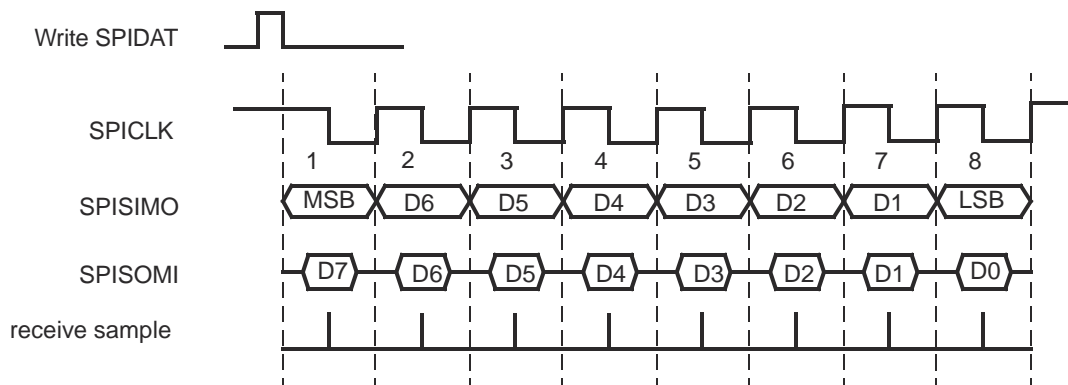 Write SPIDAT
SPICLK
1 2 3 4 5 6 7 8
SPISIMO MSB D6 D5 D4 D3 D2 D1 LSB
SPISOMI D7 D6 D5 D4 D3 D2 D1 D0
receive sample